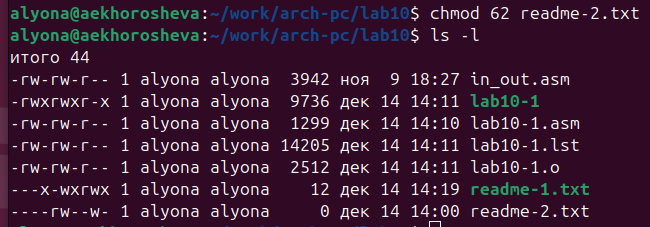 alyona@aekhorosheva:~/work/arch-pc/lab10$ chmod 62 readme-2.txt
alyona@aekhorosheva:~/work/arch-pc/lab10$ ls -l
итого 44
-rw-rw-r-- 1 alyona alyona  3942 ноя  9 18:27 in_out.asm
-rwxrwxr-x 1 alyona alyona  9736 дек 14 14:11 lab10-1
-rw-rw-r-- 1 alyona alyona  1299 дек 14 14:10 lab10-1.asm
-rw-rw-r-- 1 alyona alyona 14205 дек 14 14:11 lab10-1.lst
-rw-rw-r-- 1 alyona alyona  2512 дек 14 14:11 lab10-1.o
---x-wxrwx 1 alyona alyona    12 дек 14 14:19 readme-1.txt
----rw--w- 1 alyona alyona     0 дек 14 14:00 readme-2.txt